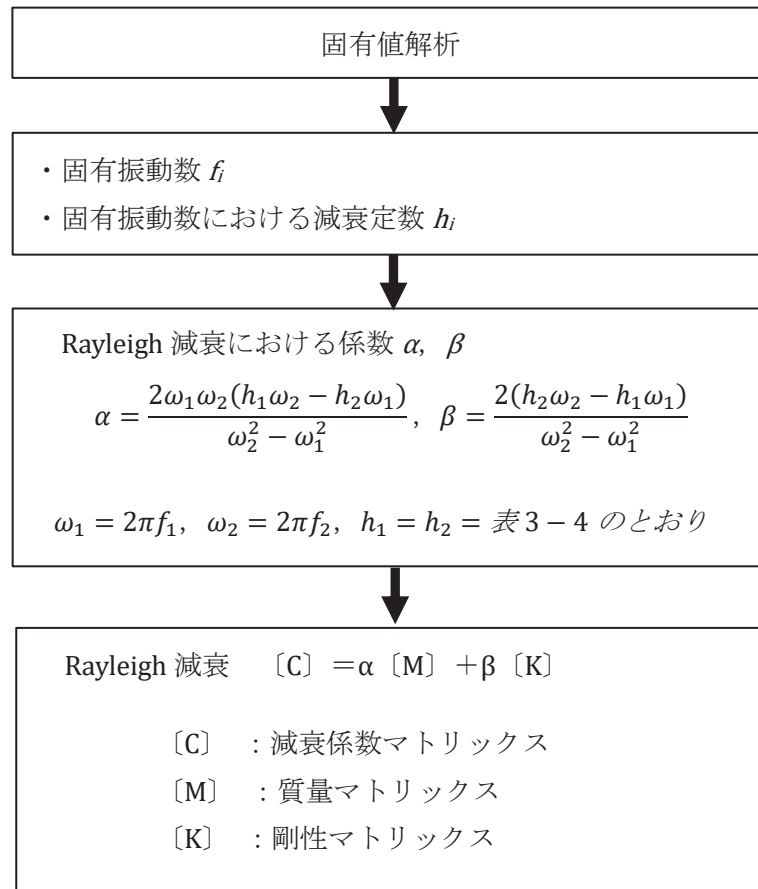 固有値解析
・固有振動数 fᵢ
・固有振動数における減衰定数 hᵢ
Rayleigh 減衰における係数 α, β
α = 2ω₁ω₂(h₁ω₂ − h₂ω₁) / ω₂² − ω₁² , β = 2(h₂ω₂ − h₁ω₁) / ω₂² − ω₁²
ω₁ = 2πf₁, ω₂ = 2πf₂, h₁ = h₂ = 表 3 − 4 のとおり
Rayleigh 減衰 〔C〕=α〔M〕+β〔K〕
〔C〕 :減衰係数マトリックス
〔M〕 :質量マトリックス
〔K〕 :剛性マトリックス